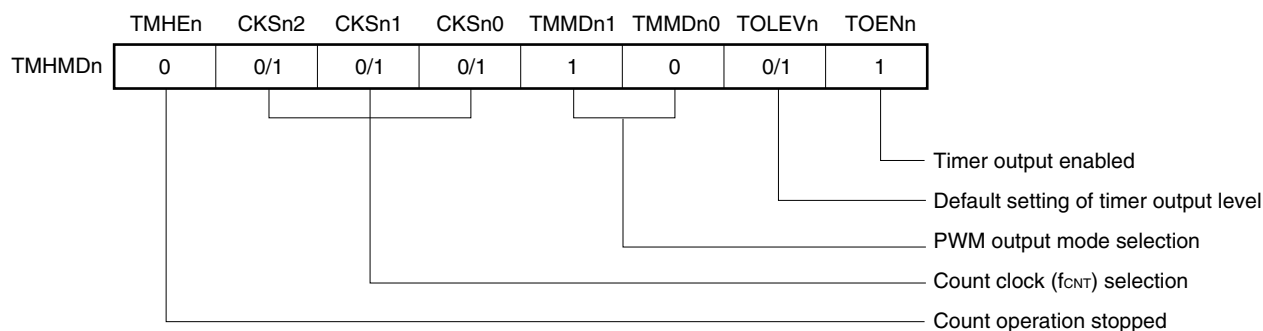 TMHEn CKSn2 CKSn1 CKSn0 TMMDn1 TMMDn0 TOLEVn TOENn
TMHMDn 0 0/1 0/1 0/1 1 0 0/1 1
Timer output enabled
Default setting of timer output level
PWM output mode selection
Count clock (fCNT) selection
Count operation stopped